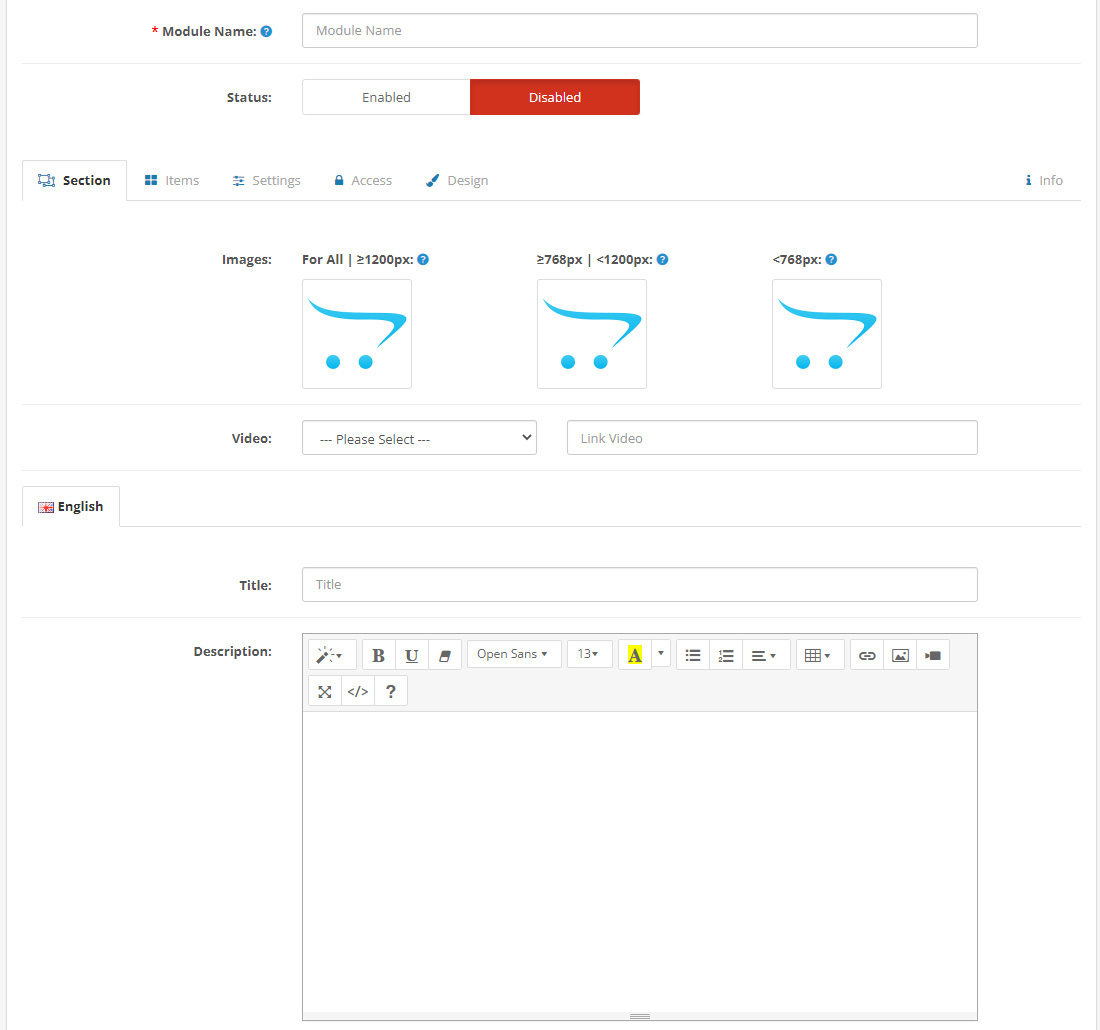 * Module Name: ?
Module Name
Status:
Enabled
Disabled
Section
Items
Settings
Access
Design
i Info
Images:
For All | ≥1200px: ?
≥768px | <1200px: ?
<768px: ?
Video:
--- Please Select ---
Link Video
English
Title:
Title
Description:
B U Open Sans 13 A
</> ?